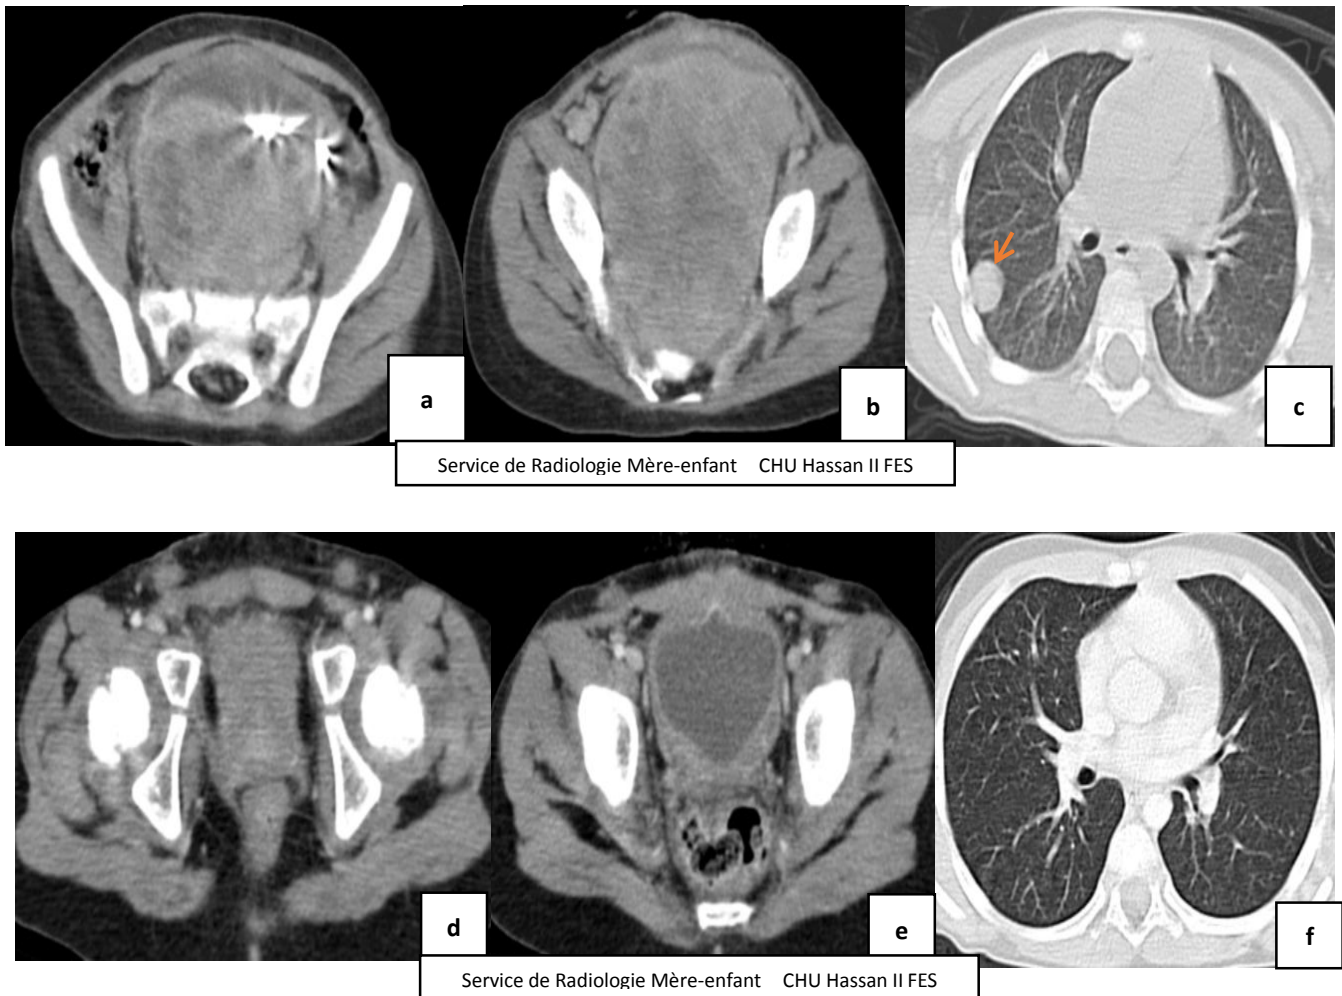 a
b
c
Service de Radiologie Mère-enfant CHU Hassan II FES
d
e
f
Service de Radiologie Mère-enfant CHU Hassan II FES